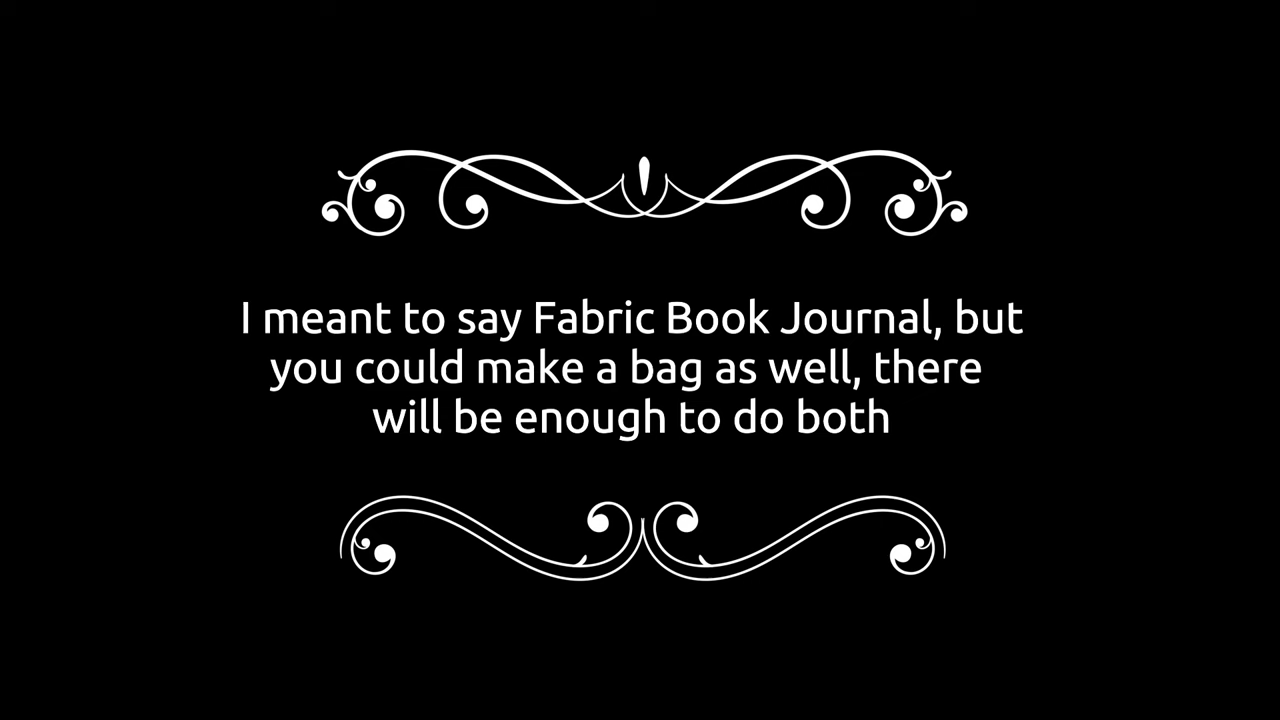 I meant to say Fabric Book Journal, but
you could make a bag as well, there
will be enough to do both